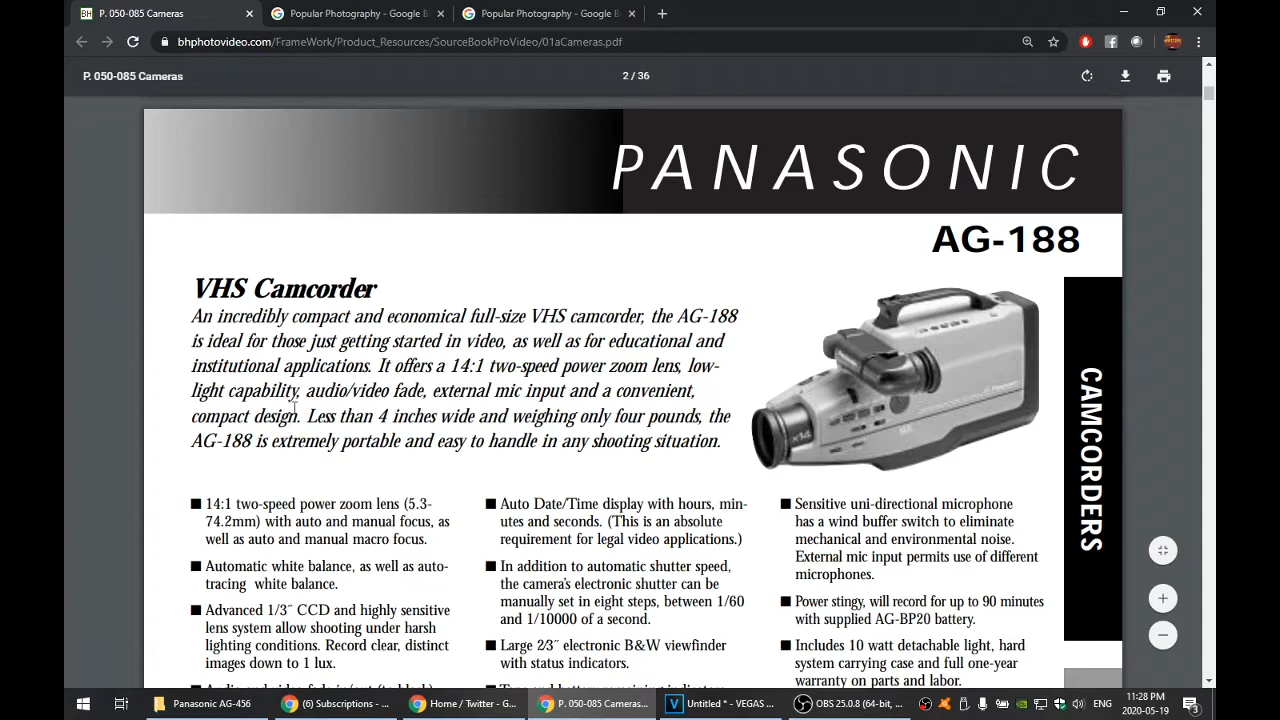 P. 050-085 Cameras
Popular Photography - Google B
Popular Photography - Google B
bhphotovideo.com/FrameWork/Product_Resources/SourceBookProVideo/01aCameras.pdf
P. 050-085 Cameras
2 / 36
PANASONIC
AG-188
VHS Camcorder
An incredibly compact and economical full-size VHS camcorder, the AG-188
is ideal for those just getting started in video, as well as for educational and
institutional applications. It offers a 14:1 two-speed power zoom lens, low-
light capability, audio/video fade, external mic input and a convenient,
compact design. Less than 4 inches wide and weighing only four pounds, the
AG-188 is extremely portable and easy to handle in any shooting situation.
CAMCORDERS
■ 14:1 two-speed power zoom lens (5.3-
74.2mm) with auto and manual focus, as
well as auto and manual macro focus.
■ Automatic white balance, as well as auto-
tracing white balance.
■ Advanced 1/3˝ CCD and highly sensitive
lens system allow shooting under harsh
lighting conditions. Record clear, distinct
images down to 1 lux.
■ Auto Date/Time display with hours, min-
utes and seconds. (This is an absolute
requirement for legal video applications.)
■ In addition to automatic shutter speed,
the camera's electronic shutter can be
manually set in eight steps, between 1/60
and 1/10000 of a second.
■ Large 2⁄3˝ electronic B&W viewfinder
with status indicators.
■ Sensitive uni-directional microphone
has a wind buffer switch to eliminate
mechanical and environmental noise.
External mic input permits use of different
microphones.
■ Power stingy, will record for up to 90 minutes
with supplied AG-BP20 battery.
■ Includes 10 watt detachable light, hard
system carrying case and full one-year
warranty on parts and labor.
Panasonic AG-456
(6) Subscriptions - ...
Home / Twitter - G...
P. 050-085 Cameras...
Untitled * - VEGAS ...
OBS 25.0.8 (64-bit, ...
ENG
11:28 PM
2020-05-19
3